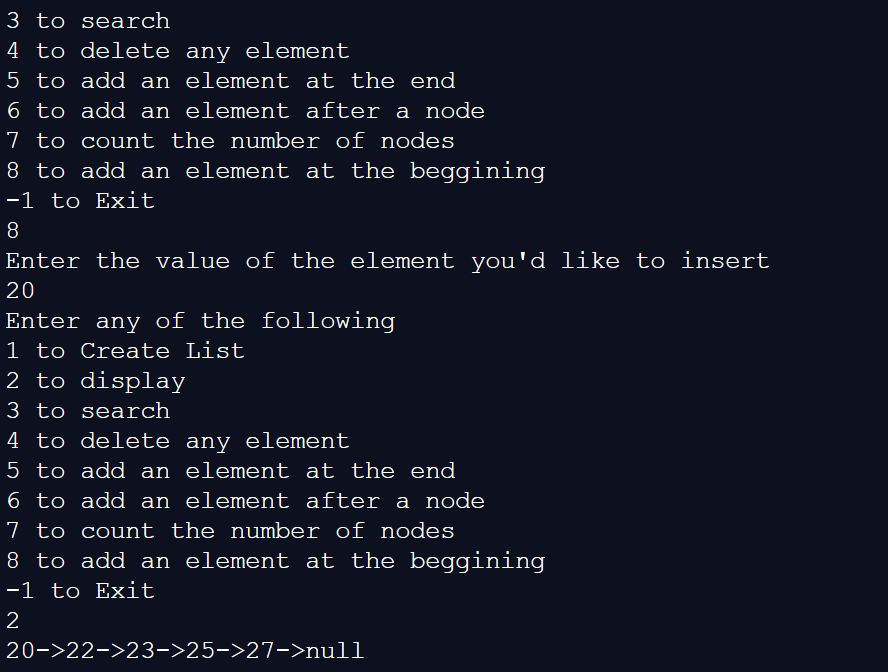 3 to search
4 to delete any element
5 to add an element at the end
6 to add an element after a node
7 to count the number of nodes
8 to add an element at the beggining
-1 to Exit
8
Enter the value of the element you'd like to insert
20
Enter any of the following
1 to Create List
2 to display
3 to search
4 to delete any element
5 to add an element at the end
6 to add an element after a node
7 to count the number of nodes
8 to add an element at the beggining
-1 to Exit
2
20->22->23->25->27->null